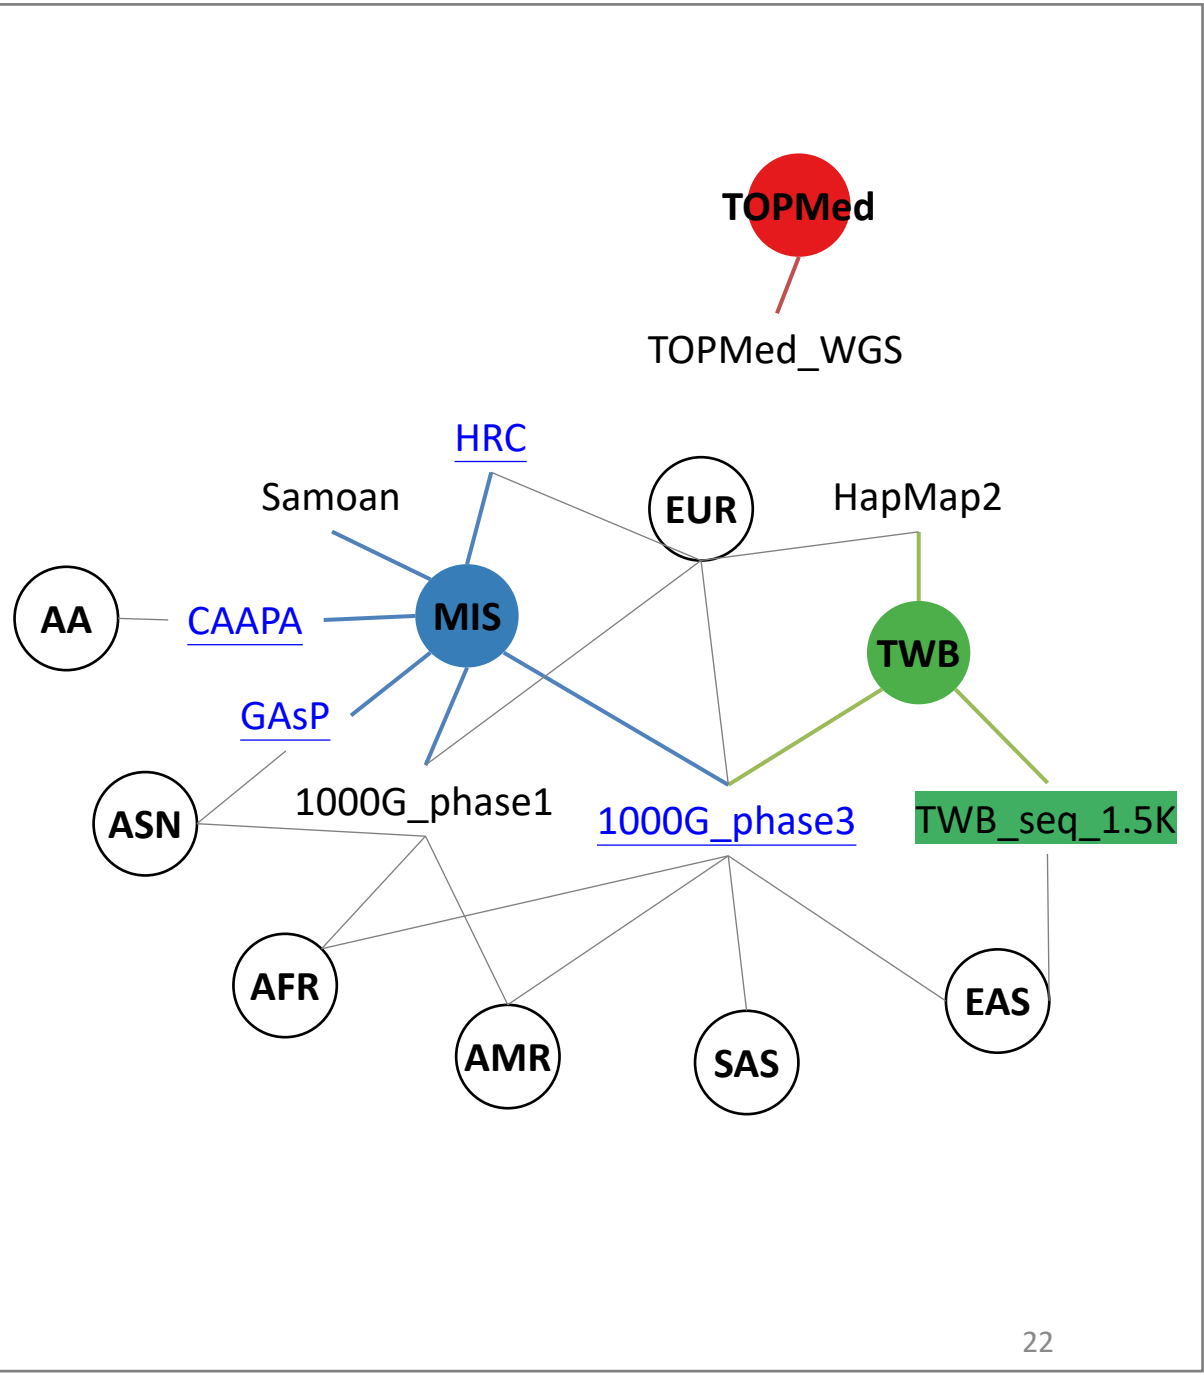 TOPMed
TOPMed_WGS
HRC
Samoan
EUR
HapMap2
AA
CAAPA
MIS
TWB
GAsP
1000G_phase1
ASN
1000G_phase3
TWB_seq_1.5K
AFR
EAS
AMR
SAS
22